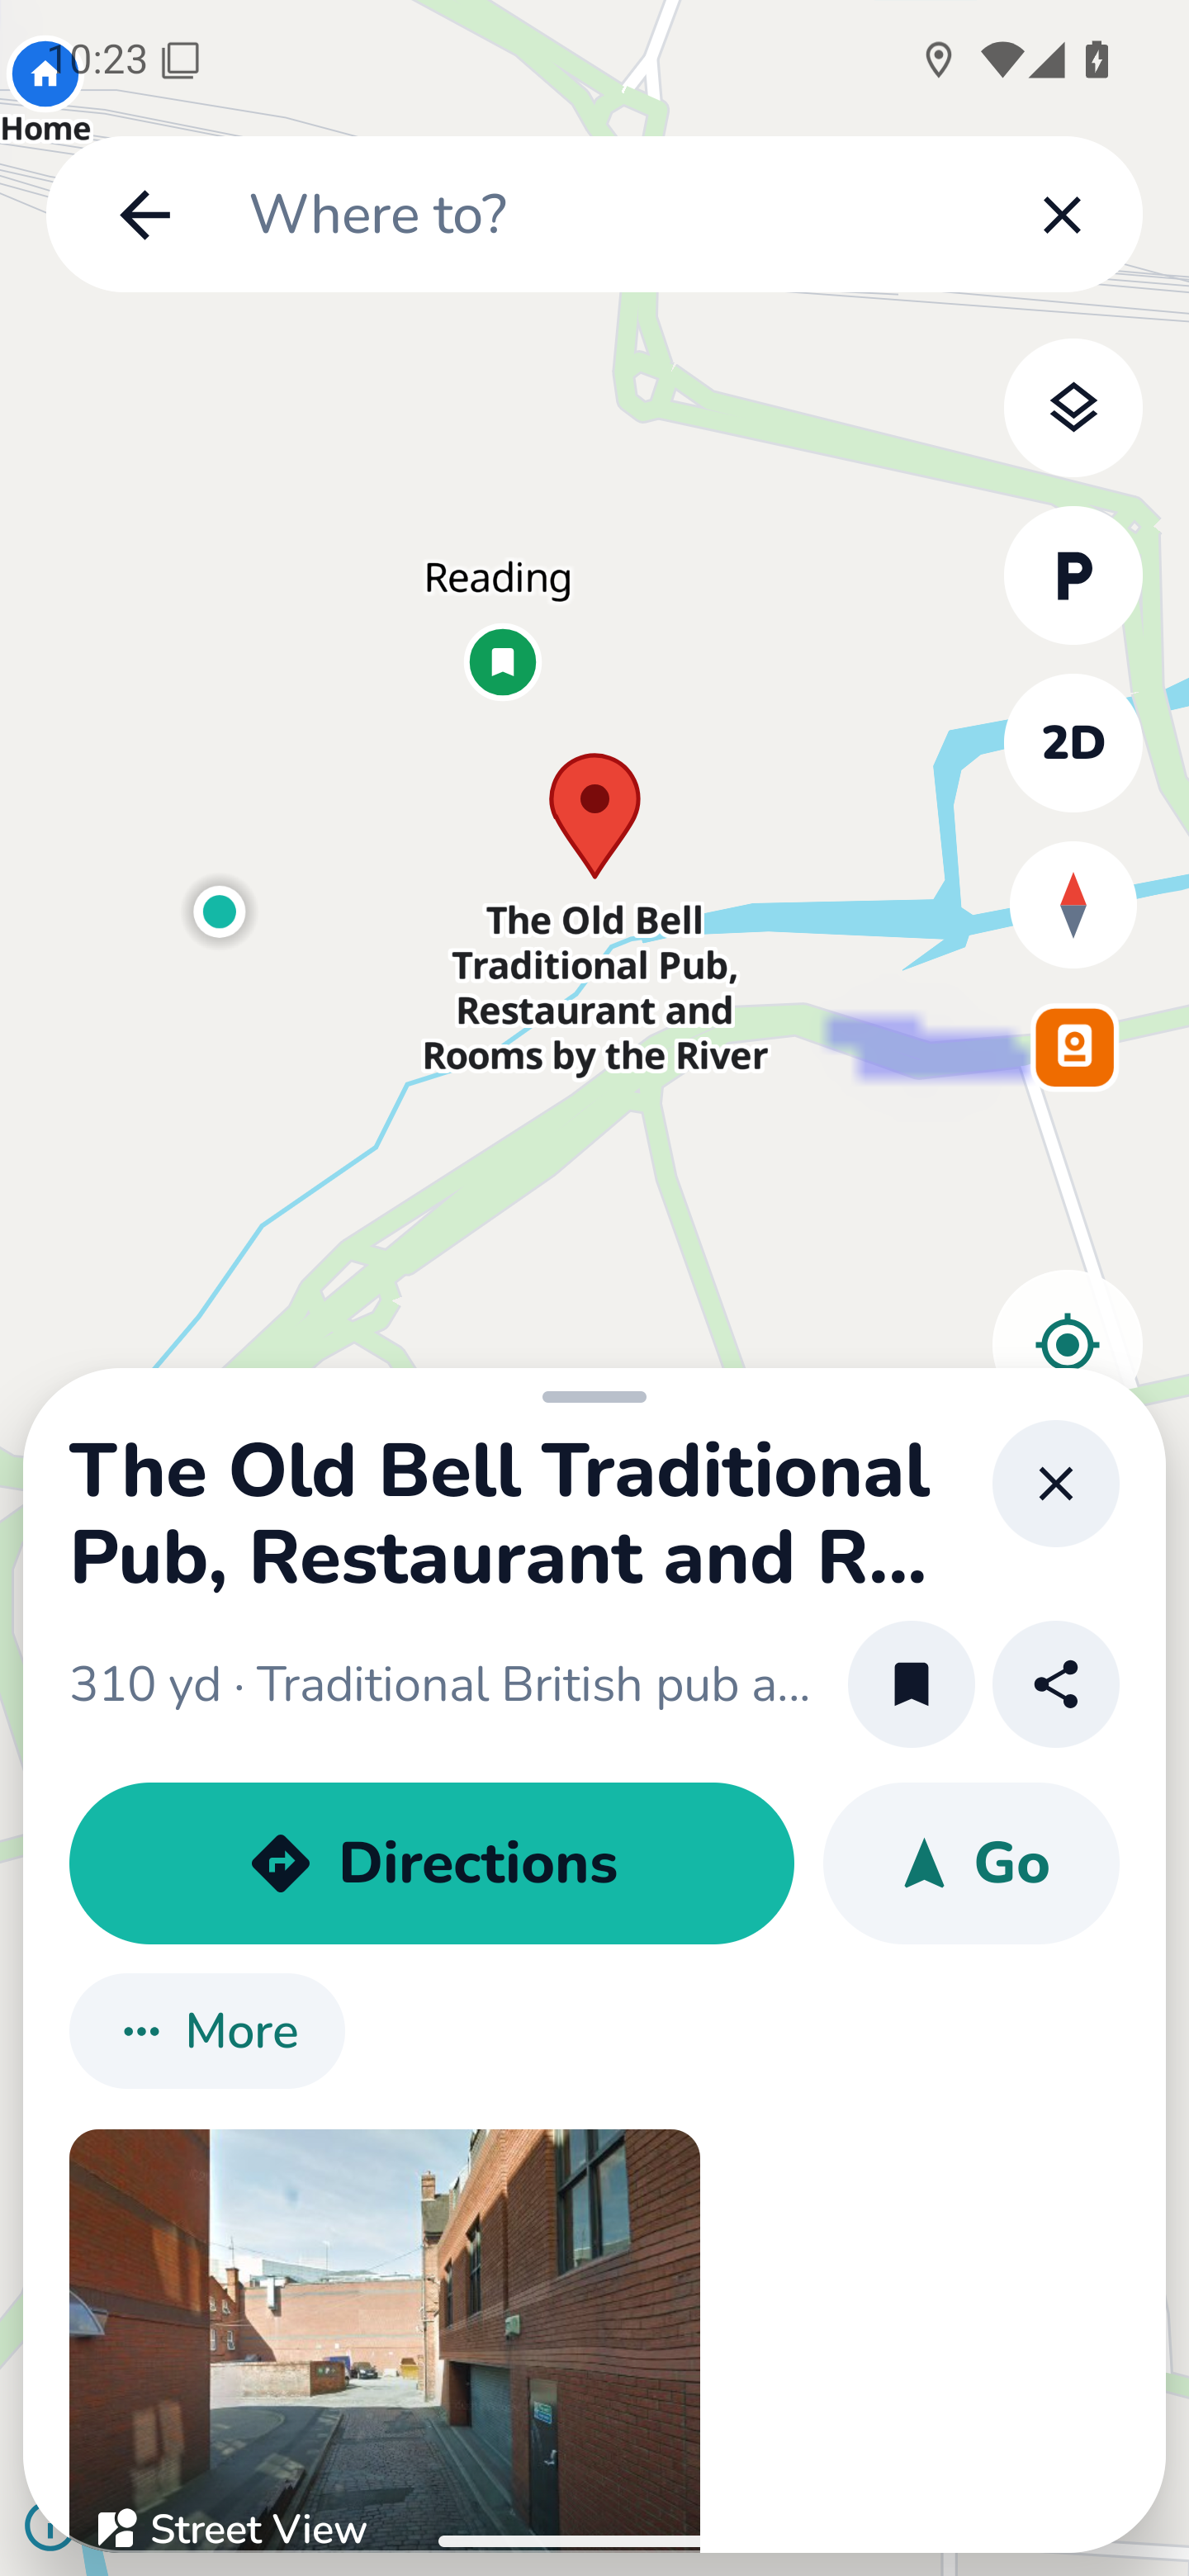 10:23
Home
Where to?
P
Reading
2D
The Old Bell
Traditional Pub,
Restaurant and
Rooms by the River
The Old Bell Traditional
Pub, Restaurant and R...
310 yd · Traditional British pub a...
Directions
Go
More
Street View